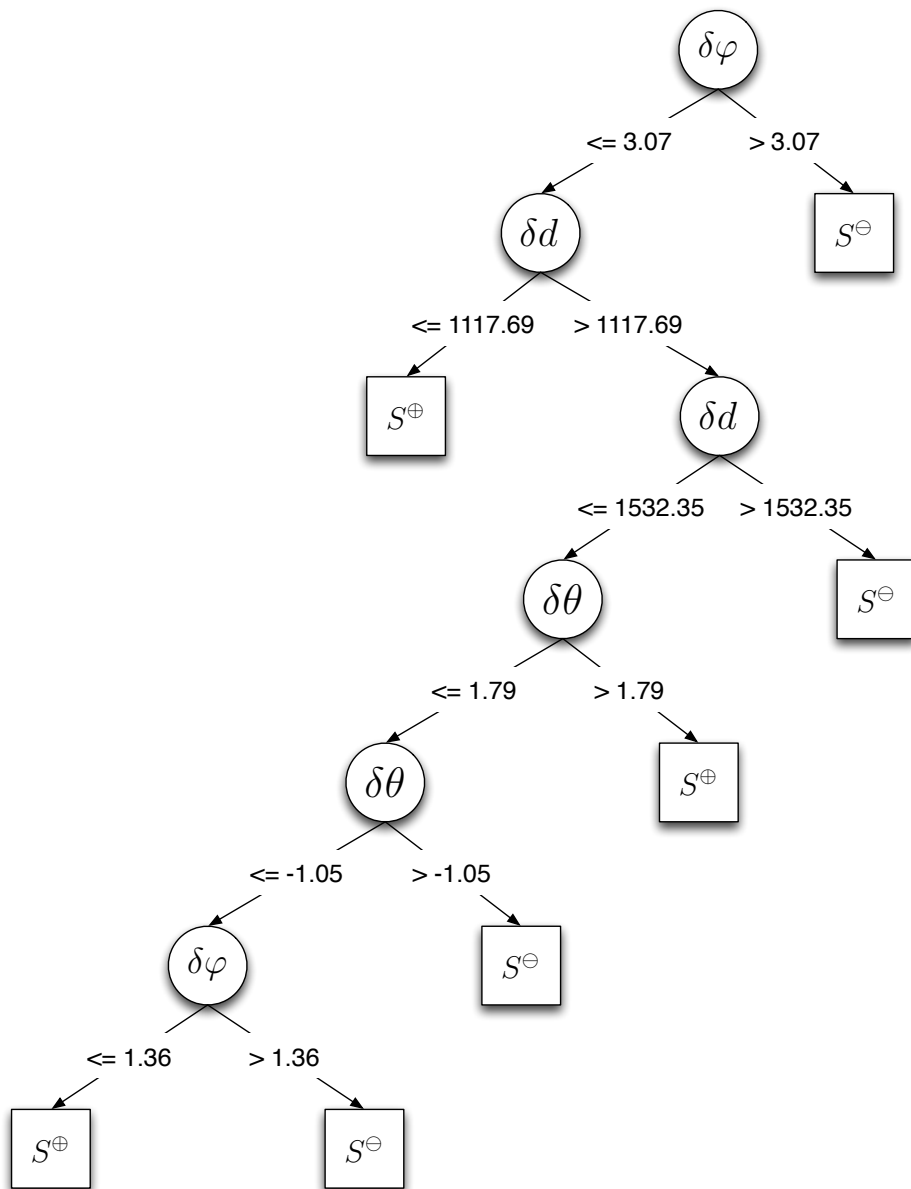 δφ
<= 3.07 > 3.07
δd S⊖
<= 1117.69 > 1117.69
S⊕ δd
<= 1532.35 > 1532.35
δθ S⊖
<= 1.79 > 1.79
δθ S⊕
<= -1.05 > -1.05
δφ S⊖
<= 1.36 > 1.36
S⊕ S⊖